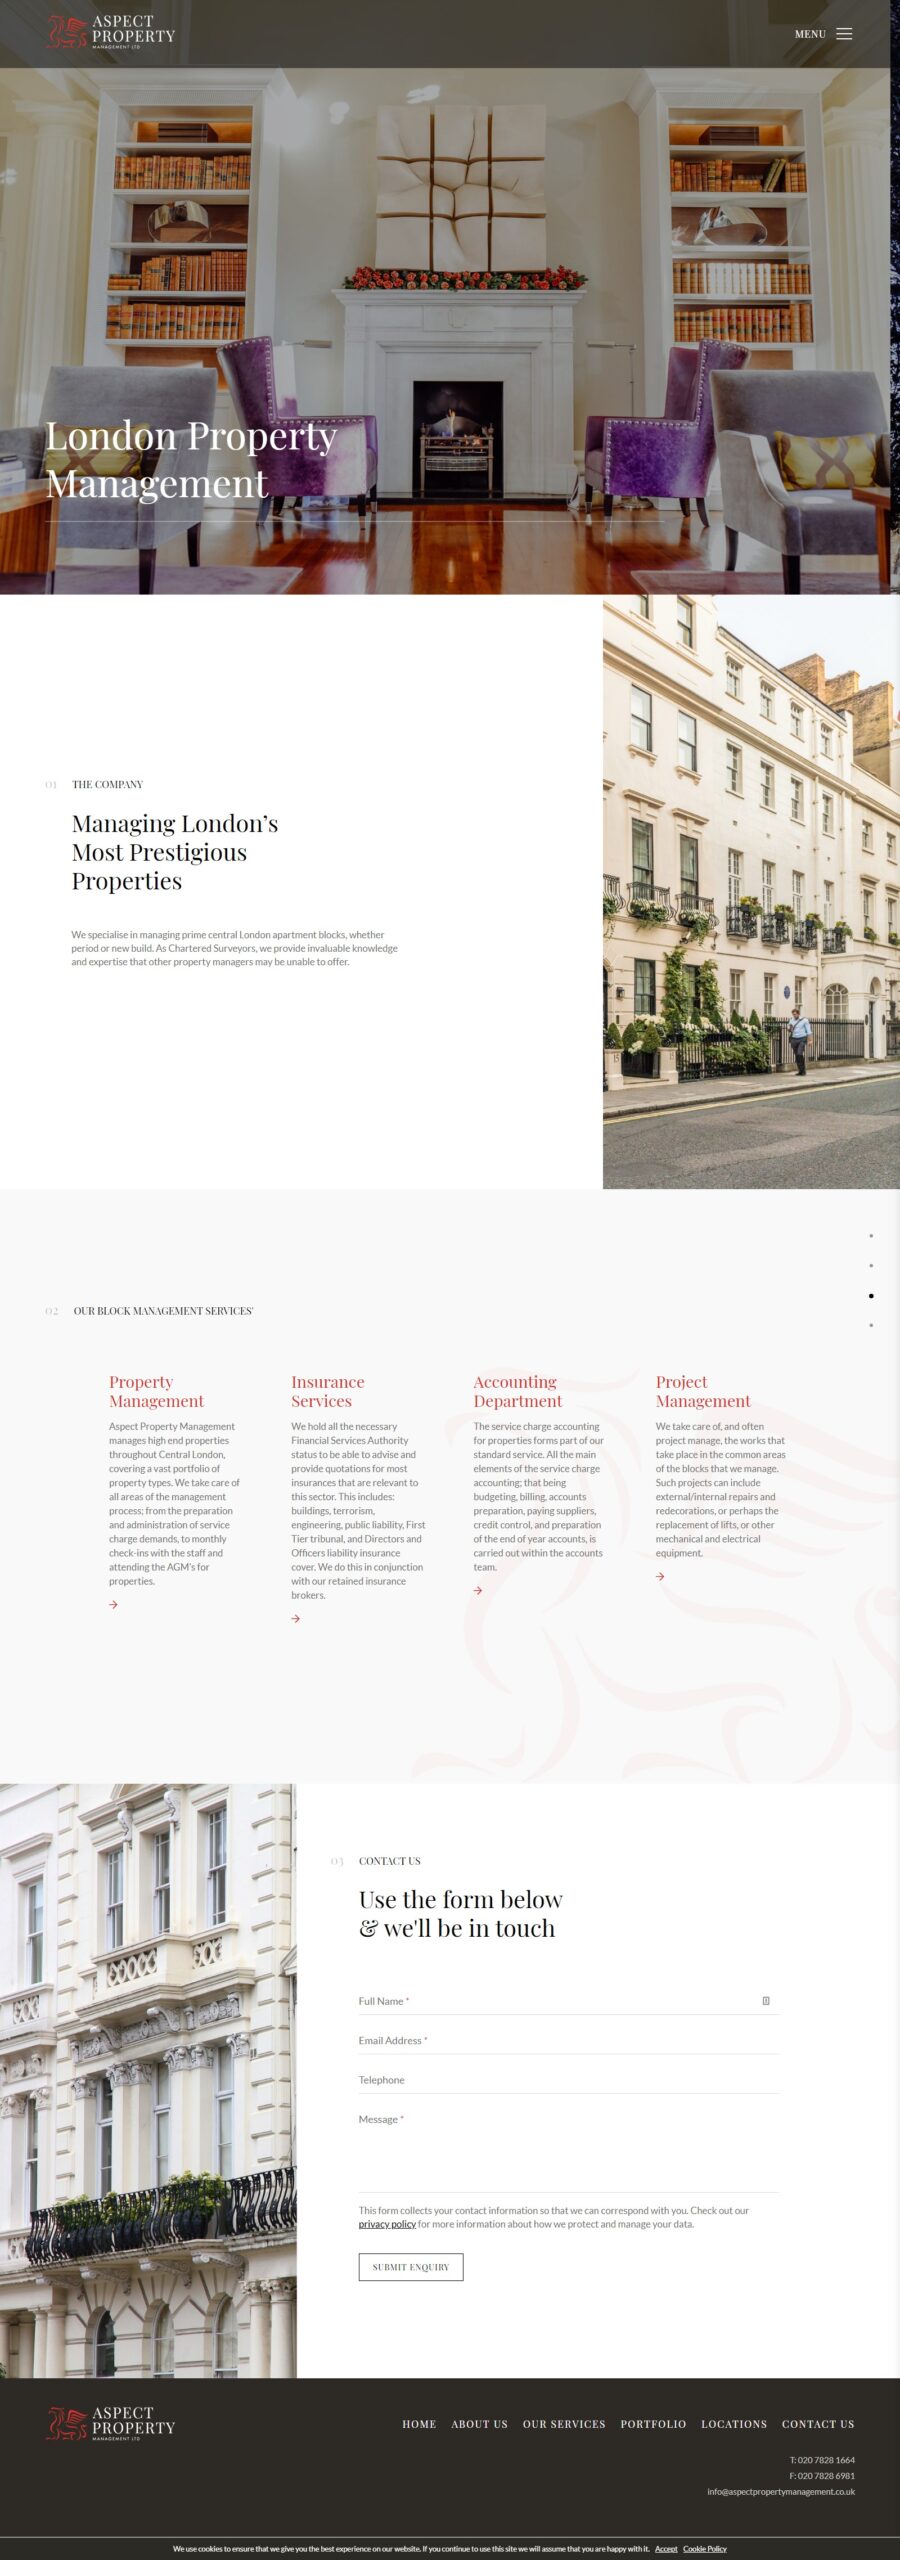 ASPECT
PROPERTY
MANAGEMENT LTD
MENU
London Property
Management
01 THE COMPANY
Managing London's
Most Prestigious
Properties
We specialise in managing prime central London apartment blocks, whether
period or new build. As Chartered Surveyors, we provide invaluable knowledge
and expertise that other property managers may be unable to offer.
02 OUR BLOCK MANAGEMENT SERVICES'
Property
Management
Aspect Property Management
manages high end properties
throughout Central London,
covering a vast portfolio of
property types. We take care of
all areas of the management
process; from the preparation
and administration of service
charge demands, to monthly
check-ins with the staff and
attending the AGM's for
properties.
Insurance
Services
We hold all the necessary
Financial Services Authority
status to be able to advise and
provide quotations for most
insurances that are relevant to
this sector. This includes:
buildings, terrorism,
engineering, public liability, First
Tier tribunal, and Directors and
Officers liability insurance
cover. We do this in conjunction
with our retained insurance
brokers.
Accounting
Department
The service charge accounting
for properties forms part of our
standard service. All the main
elements of the service charge
accounting; that being
budgeting, billing, accounts
preparation, paying suppliers,
credit control, and preparation
of the end of year accounts, is
carried out within the accounts
team.
Project
Management
We take care of, and often
project manage, the works that
take place in the common areas
of the blocks that we manage.
Such projects can include
external/internal repairs and
redecorations, or perhaps the
replacement of lifts, or other
mechanical and electrical
equipment.
03 CONTACT US
Use the form below
& we'll be in touch
Full Name *
Email Address *
Telephone
Message *
This form collects your contact information so that we can correspond with you. Check out our
privacy policy for more information about how we protect and manage your data.
SUBMIT ENQUIRY
ASPECT
PROPERTY
MANAGEMENT LTD
HOME ABOUT US OUR SERVICES PORTFOLIO LOCATIONS CONTACT US
T: 020 7828 1664
F: 020 7828 6981
info@aspectpropertymanagement.co.uk
We use cookies to ensure that we give you the best experience on our website. If you continue to use this site we will assume that you are happy with it. Accept Cookie Policy